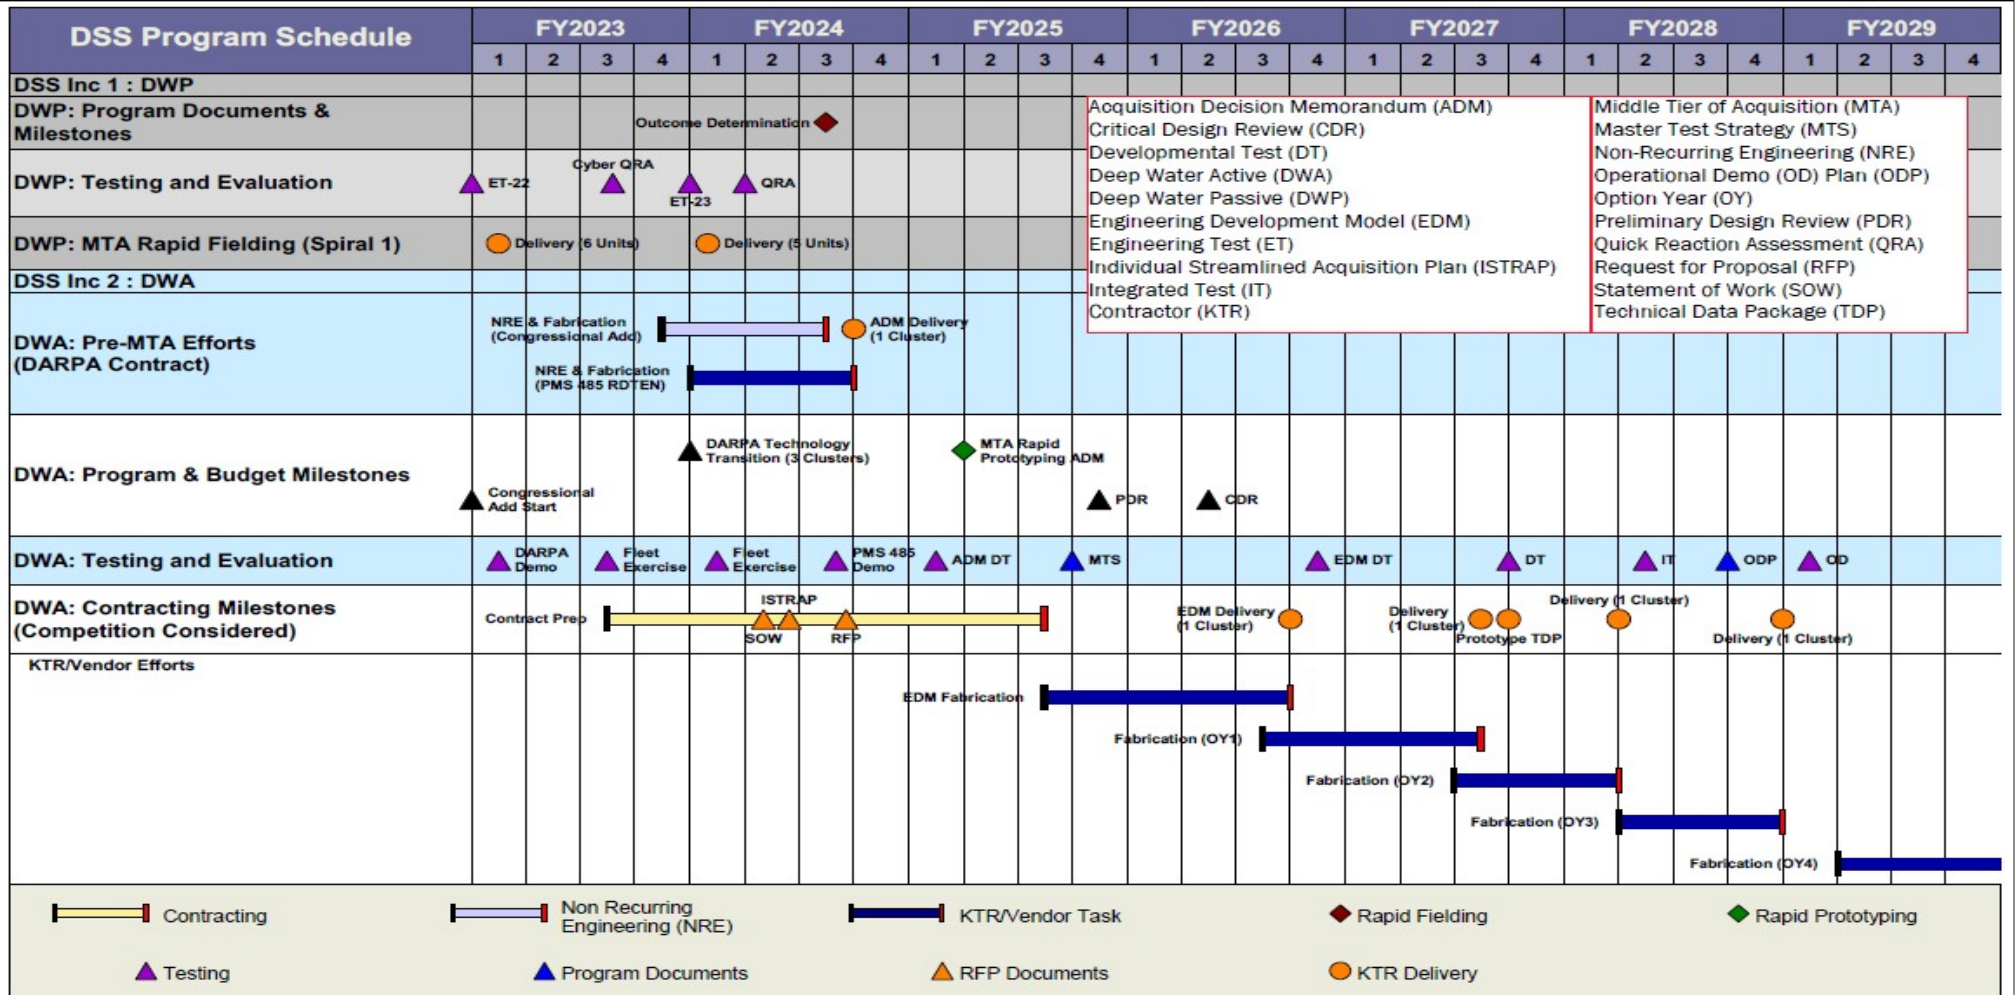 DSS Program Schedule
FY2023 FY2024 FY2025 FY2026 FY2027 FY2028 FY2029
1 2 3 4 1 2 3 4 1 2 3 4 1 2 3 4 1 2 3 4 1 2 3 4 1 2 3 4
DSS Inc 1 : DWP
DWP: Program Documents &
Milestones
Outcome Determination
DWP: Testing and Evaluation
ET-22
Cyber QRA
ET-23
QRA
DWP: MTA Rapid Fielding (Spiral 1)
Delivery (6 Units)
Delivery (5 Units)
Acquisition Decision Memorandum (ADM)
Critical Design Review (CDR)
Developmental Test (DT)
Deep Water Active (DWA)
Deep Water Passive (DWP)
Engineering Development Model (EDM)
Engineering Test (ET)
Individual Streamlined Acquisition Plan (ISTRAP)
Integrated Test (IT)
Contractor (KTR)
Middle Tier of Acquisition (MTA)
Master Test Strategy (MTS)
Non-Recurring Engineering (NRE)
Operational Demo (OD) Plan (ODP)
Option Year (OY)
Preliminary Design Review (PDR)
Quick Reaction Assessment (QRA)
Request for Proposal (RFP)
Statement of Work (SOW)
Technical Data Package (TDP)
DSS Inc 2 : DWA
DWA: Pre-MTA Efforts
(DARPA Contract)
NRE & Fabrication
(Congressional Add)
ADM Delivery
(1 Cluster)
NRE & Fabrication
(PMS 485 RDTEN)
DWA: Program & Budget Milestones
DARPA Technology
Transition (3 Clusters)
MTA Rapid
Prototyping ADM
Congressional
Add Start
PDR
CDR
DWA: Testing and Evaluation
DARPA
Demo
Fleet
Exercise
Fleet
Exercise
PMS 485
Demo
ADM DT
MTS
EDM DT
DT
IT
ODP
OD
DWA: Contracting Milestones
(Competition Considered)
Contract Prep
ISTRAP
SOW
RFP
EDM Delivery
(1 Cluster)
Delivery
(1 Cluster)
Prototype TDP
Delivery (1 Cluster)
Delivery (1 Cluster)
KTR/Vendor Efforts
EDM Fabrication
Fabrication (OY1)
Fabrication (OY2)
Fabrication (OY3)
Fabrication (OY4)
Contracting
Non Recurring
Engineering (NRE)
KTR/Vendor Task
Rapid Fielding
Rapid Prototyping
Testing
Program Documents
RFP Documents
KTR Delivery